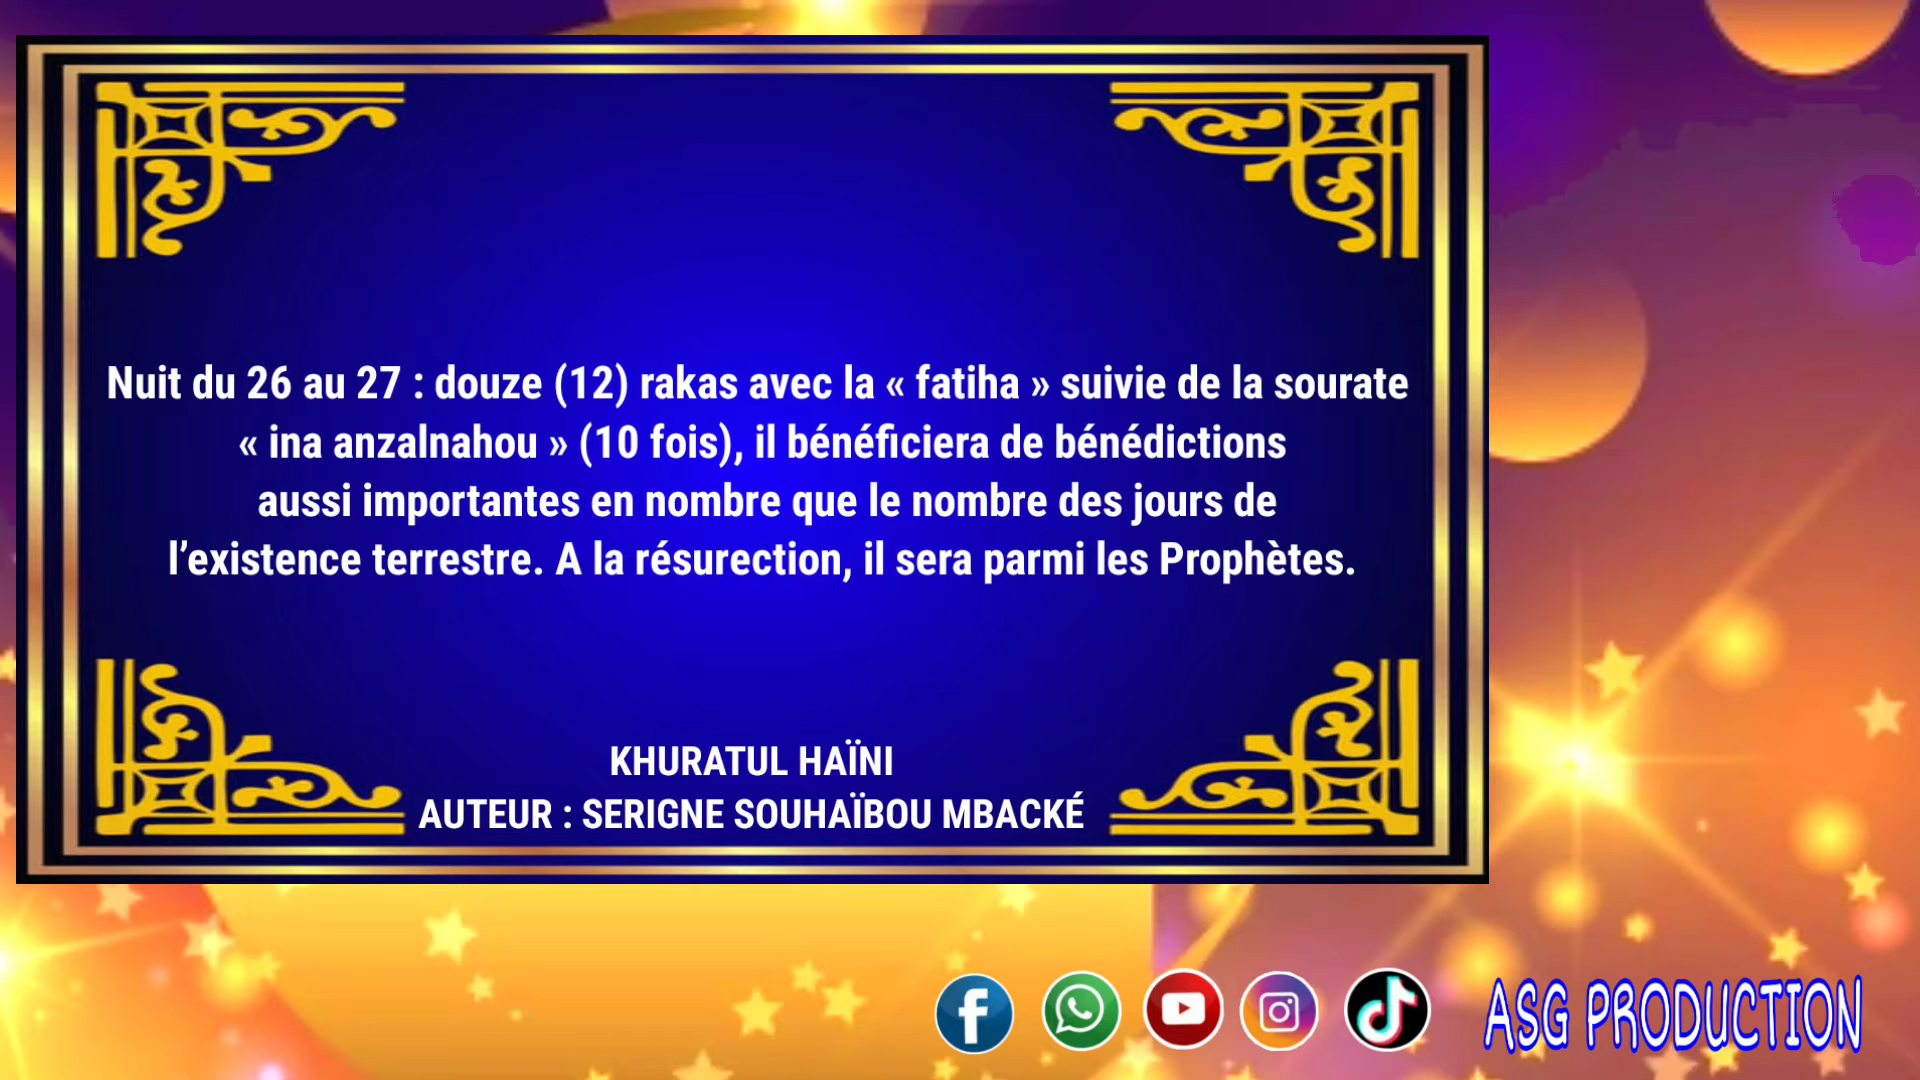 Nuit du 26 au 27 : douze (12) rakas avec la « fatiha » suivie de la sourate
« ina anzalnahou » (10 fois), il bénéficiera de bénédictions
aussi importantes en nombre que le nombre des jours de
l’existence terrestre. A la résurection, il sera parmi les Prophètes.
KHURATUL HAÏNI
AUTEUR : SERIGNE SOUHAÏBOU MBACKÉ
ASG PRODUCTION